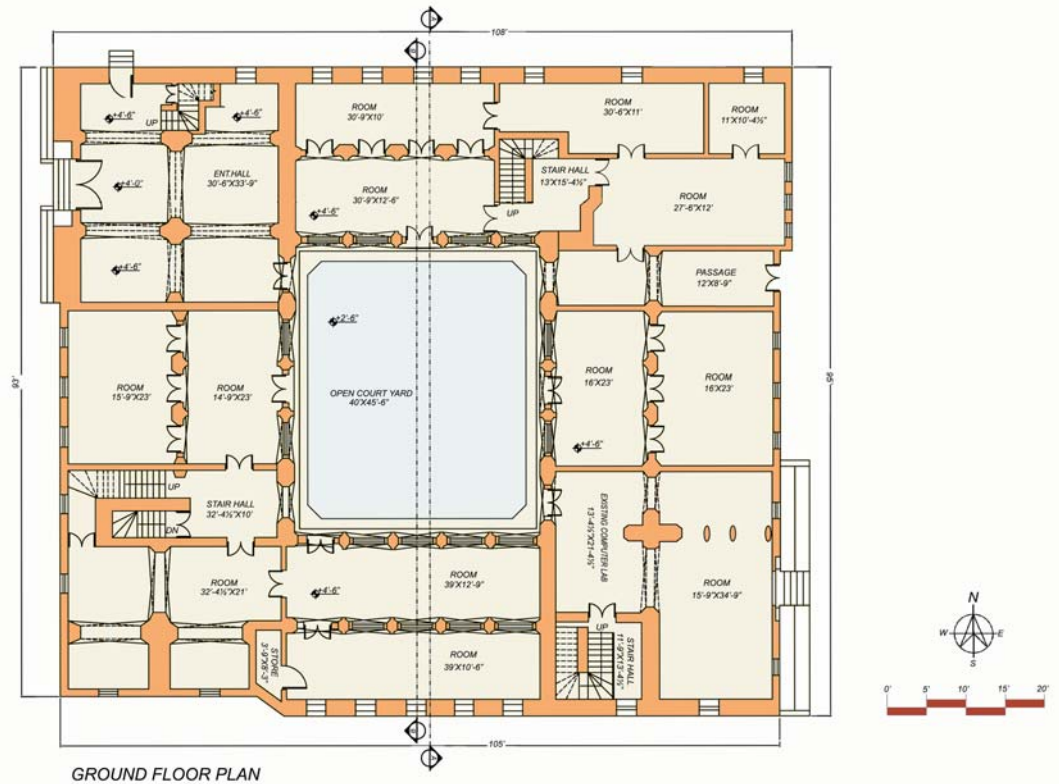 108'
+4'-6"
UP
+4'-6"
ROOM
30'-9"X10'
ROOM
30'-6"X11'
ROOM
11'X10'-4½"
+4'-0"
ENT.HALL
30'-6"X33'-9"
ROOM
30'-9"X12'-6"
+4'-6"
STAIR HALL
13'X15'-4½"
UP
ROOM
27'-6"X12'
+4'-6"
PASSAGE
12'X8'-9"
+2'-6"
93'
95'
ROOM
15'-9"X23'
ROOM
14'-9"X23'
OPEN COURT YARD
40'X45'-6"
ROOM
16'X23'
ROOM
16'X23'
+4'-6"
UP
STAIR HALL
32'-4½"X10'
DN
EXISTING COMPUTER LAB
13'-4½"X21'-4½"
ROOM
32'-4½"X21'
ROOM
39'X12'-9"
+4'-6"
ROOM
15'-9"X34'-9"
STORE
3'-9"X8'-3"
ROOM
39'X10'-6"
UP
STAIR HALL
11'-9"X13'-4½"
N
W
E
S
0'
5'
10'
15'
20'
105'
GROUND FLOOR PLAN